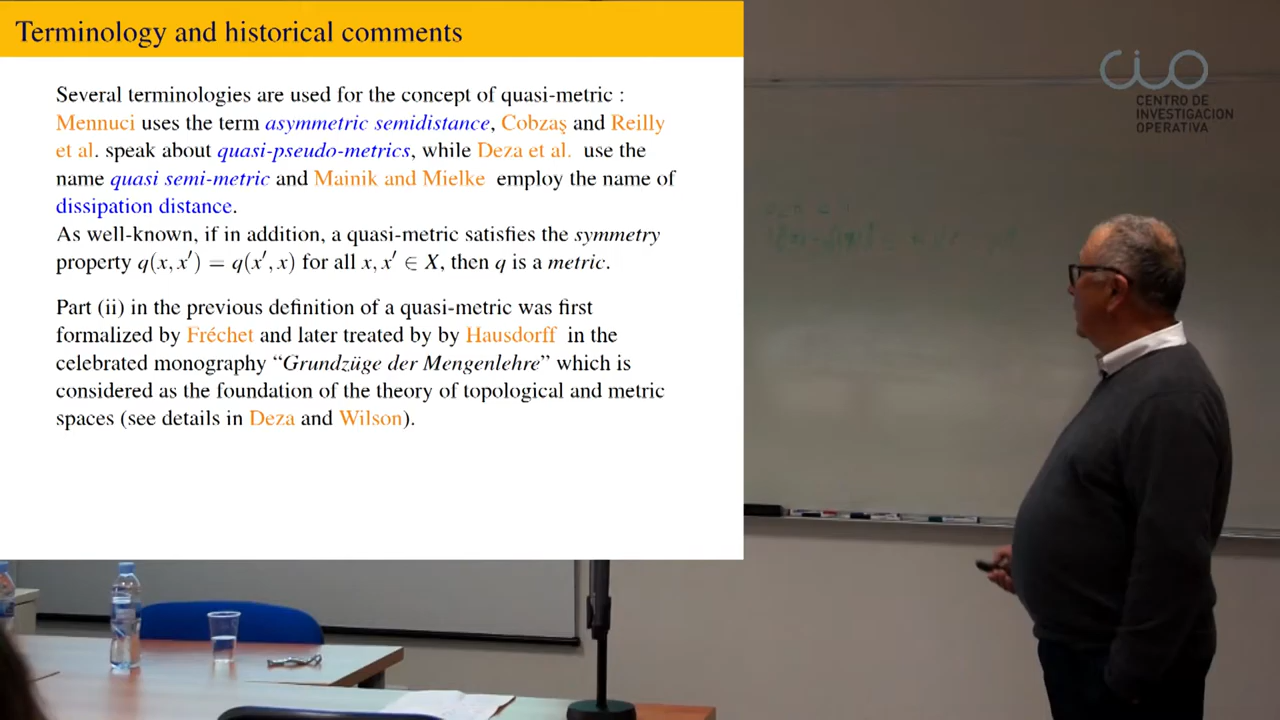 Terminology and historical comments
Several terminologies are used for the concept of quasi-metric :
Mennuci uses the term asymmetric semidistance, Cobzaş and Reilly
et al. speak about quasi-pseudo-metrics, while Deza et al. use the
name quasi semi-metric and Mainik and Mielke employ the name of
dissipation distance.
As well-known, if in addition, a quasi-metric satisfies the symmetry
property q(x, x′) = q(x′, x) for all x, x′ ∈ X, then q is a metric.
Part (ii) in the previous definition of a quasi-metric was first
formalized by Fréchet and later treated by by Hausdorff in the
celebrated monography “Grundzüge der Mengenlehre” which is
considered as the foundation of the theory of topological and metric
spaces (see details in Deza and Wilson).
CIO
CENTRO DE
INVESTIGACIÓN
OPERATIVA